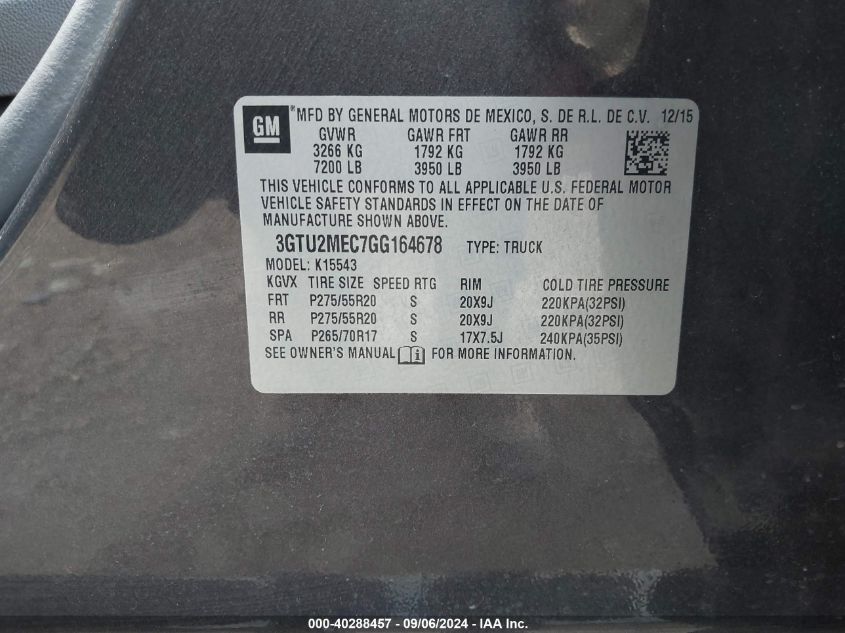 GM *MFD BY GENERAL MOTORS DE MEXICO, S. DE R.L. DE C.V. 12/15
GVWR GAWR FRT GAWR RR
3266 KG 1792 KG 1792 KG
7200 LB 3950 LB 3950 LB
THIS VEHICLE CONFORMS TO ALL APPLICABLE U.S. FEDERAL MOTOR
VEHICLE SAFETY STANDARDS IN EFFECT ON THE DATE OF
MANUFACTURE SHOWN ABOVE.
3GTU2MEC7GG164678 TYPE: TRUCK
MODEL: K15543
KGVX TIRE SIZE SPEED RTG RIM COLD TIRE PRESSURE
FRT P275/55R20 S 20X9J 220KPA(32PSI)
RR P275/55R20 S 20X9J 220KPA(32PSI)
SPA P265/70R17 S 17X7.5J 240KPA(35PSI)
SEE OWNER'S MANUAL FOR MORE INFORMATION.
000-40288457 - 09/06/2024 - IAA Inc.